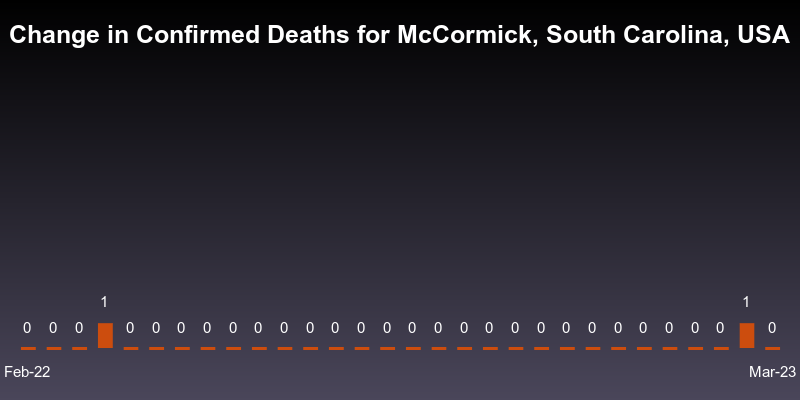 Change in Confirmed Deaths for McCormick, South Carolina, USA
1 1
0 0 0 0 0 0 0 0 0 0 0 0 0 0 0 0 0 0 0 0 0 0 0 0 0 0 0 0
Feb-22 Mar-23